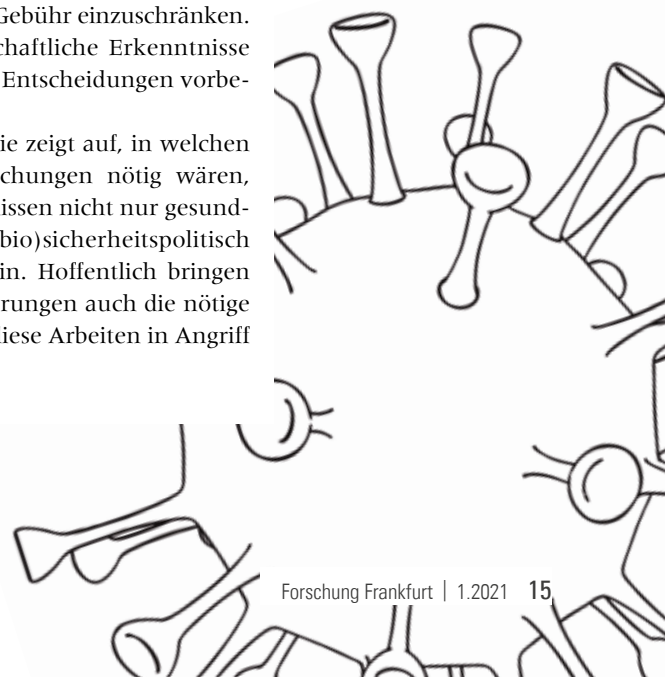 Gebühr einzuschränken.
chaftliche Erkenntnisse
Entscheidungen vorbe-
ie zeigt auf, in welchen
chungen nötig wären,
issen nicht nur gesund-
bio)sicherheitspolitisch
in. Hoffentlich bringen
rungen auch die nötige
liese Arbeiten in Angriff
Forschung Frankfurt | 1.2021 15